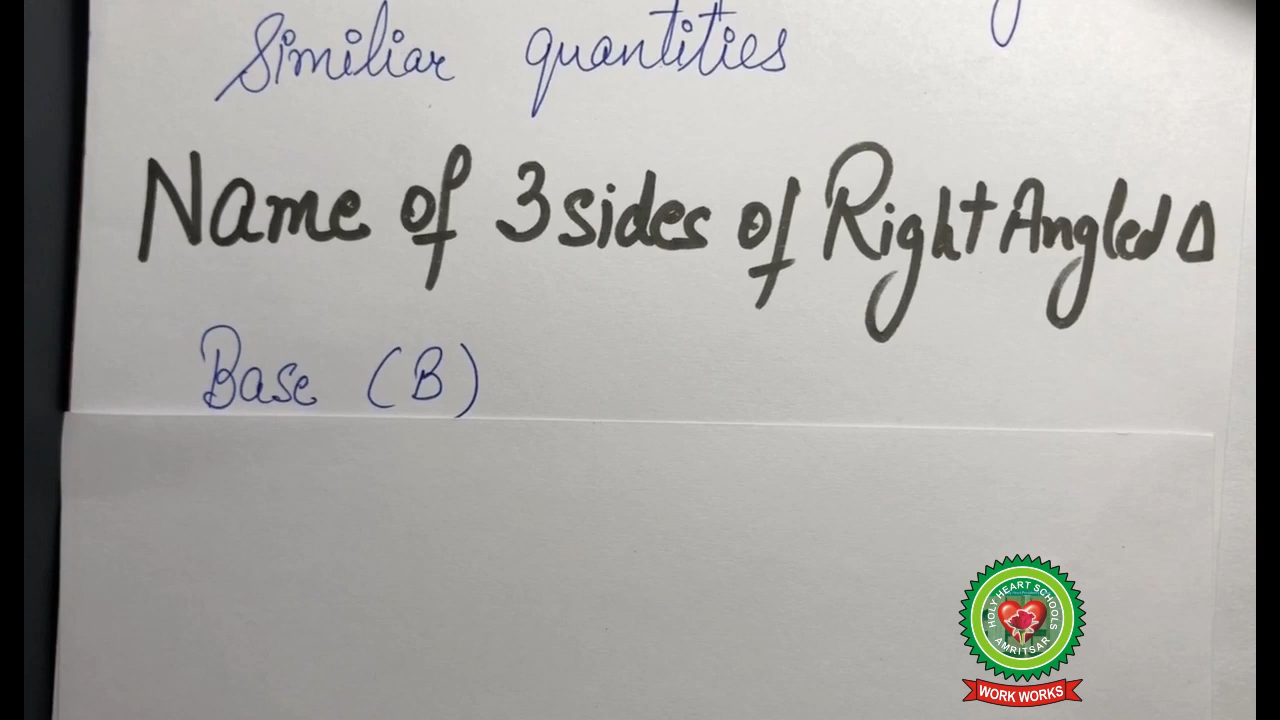 Similiar quantities
Name of 3 sides of Right Angled Δ
Base (B)
HOLY HEART SCHOOLS
AMRITSAR
WORK WORKS